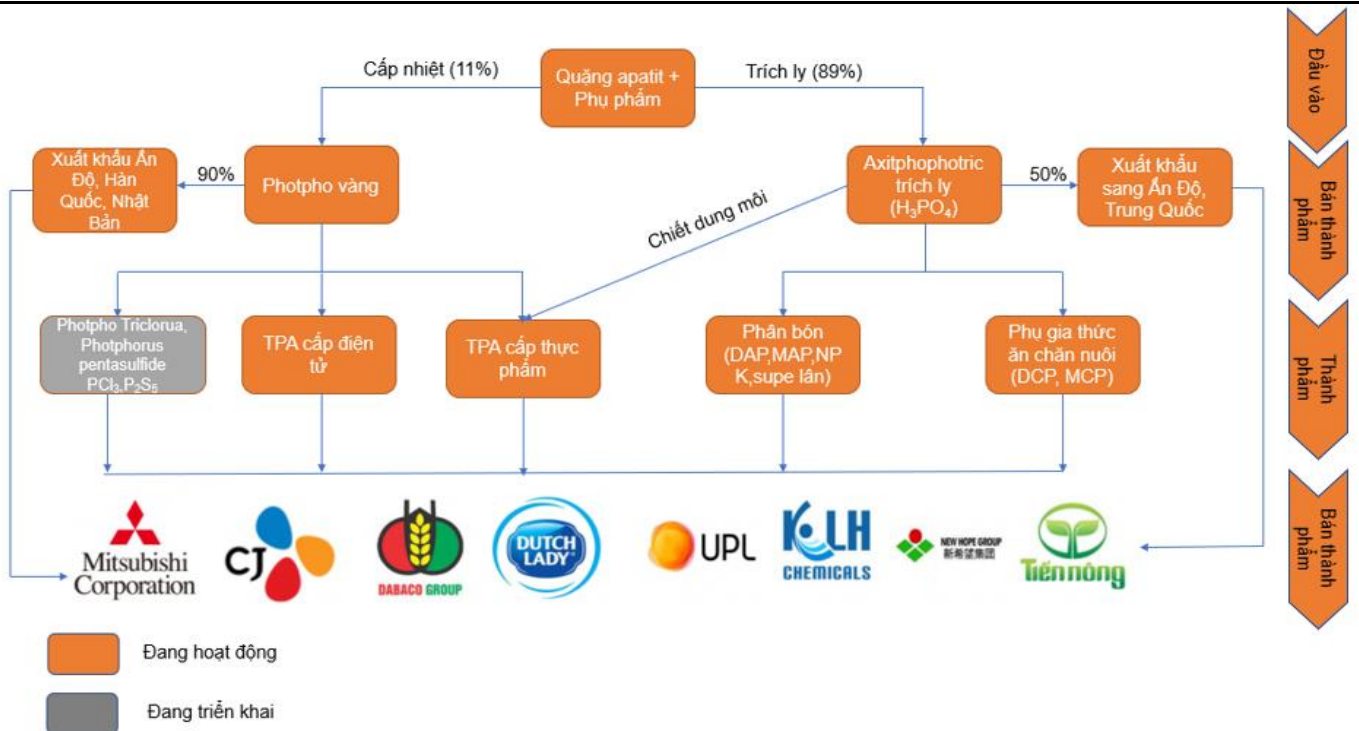 Cấp nhiệt (11%)
Quặng apatit +
Phụ phẩm
Trích ly (89%)
Đầu vào
Xuất khẩu Ấn
Độ, Hàn
Quốc, Nhật
Bản
90%
Photpho vàng
Axitphophotric
trích ly
(H₃PO₄)
50%
Xuất khẩu
sang Ấn Độ,
Trung Quốc
Bán thành
phẩm
Chiết dung môi
Photpho Triclorua,
Photphorus
pentasulfide
PCl₃,P₂S₅
TPA cấp điện
tử
TPA cấp thực
phẩm
Phân bón
(DAP,MAP,NP
K,supe lân)
Phụ gia thức
ăn chăn nuôi
(DCP, MCP)
Thành
phẩm
Mitsubishi
Corporation
CJ
DABACO GROUP
DUTCH
LADY
UPL
KLH
CHEMICALS
NEW HOPE GROUP
新希望集团
Tiến nông
Bán thành
phẩm
Đang hoạt động
Đang triển khai